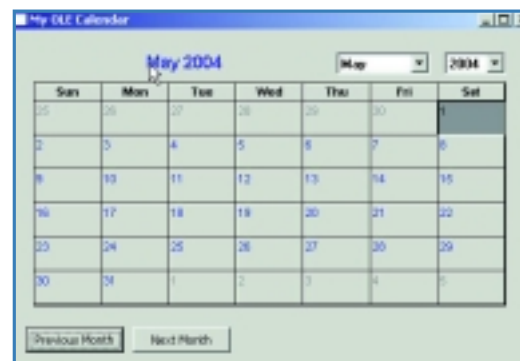 My OLE Calendar
May 2004 May 2004
Sun Mon Tue Wed Thu Fri Sat
25 26 27 28 29 30 1
2 3 4 5 6 7 8
9 10 11 12 13 14 15
16 17 18 19 20 21 22
23 24 25 26 27 28 29
30 31 1 2 3 4 5
Previous Month Next Month